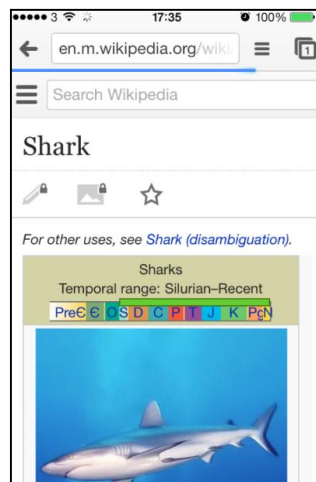 3 17:35 100%
en.m.wikipedia.org/wiki 1
Search Wikipedia
Shark
For other uses, see Shark (disambiguation).
Sharks
Temporal range: Silurian–Recent
PreЄ Є O S D C P T J K Pg N